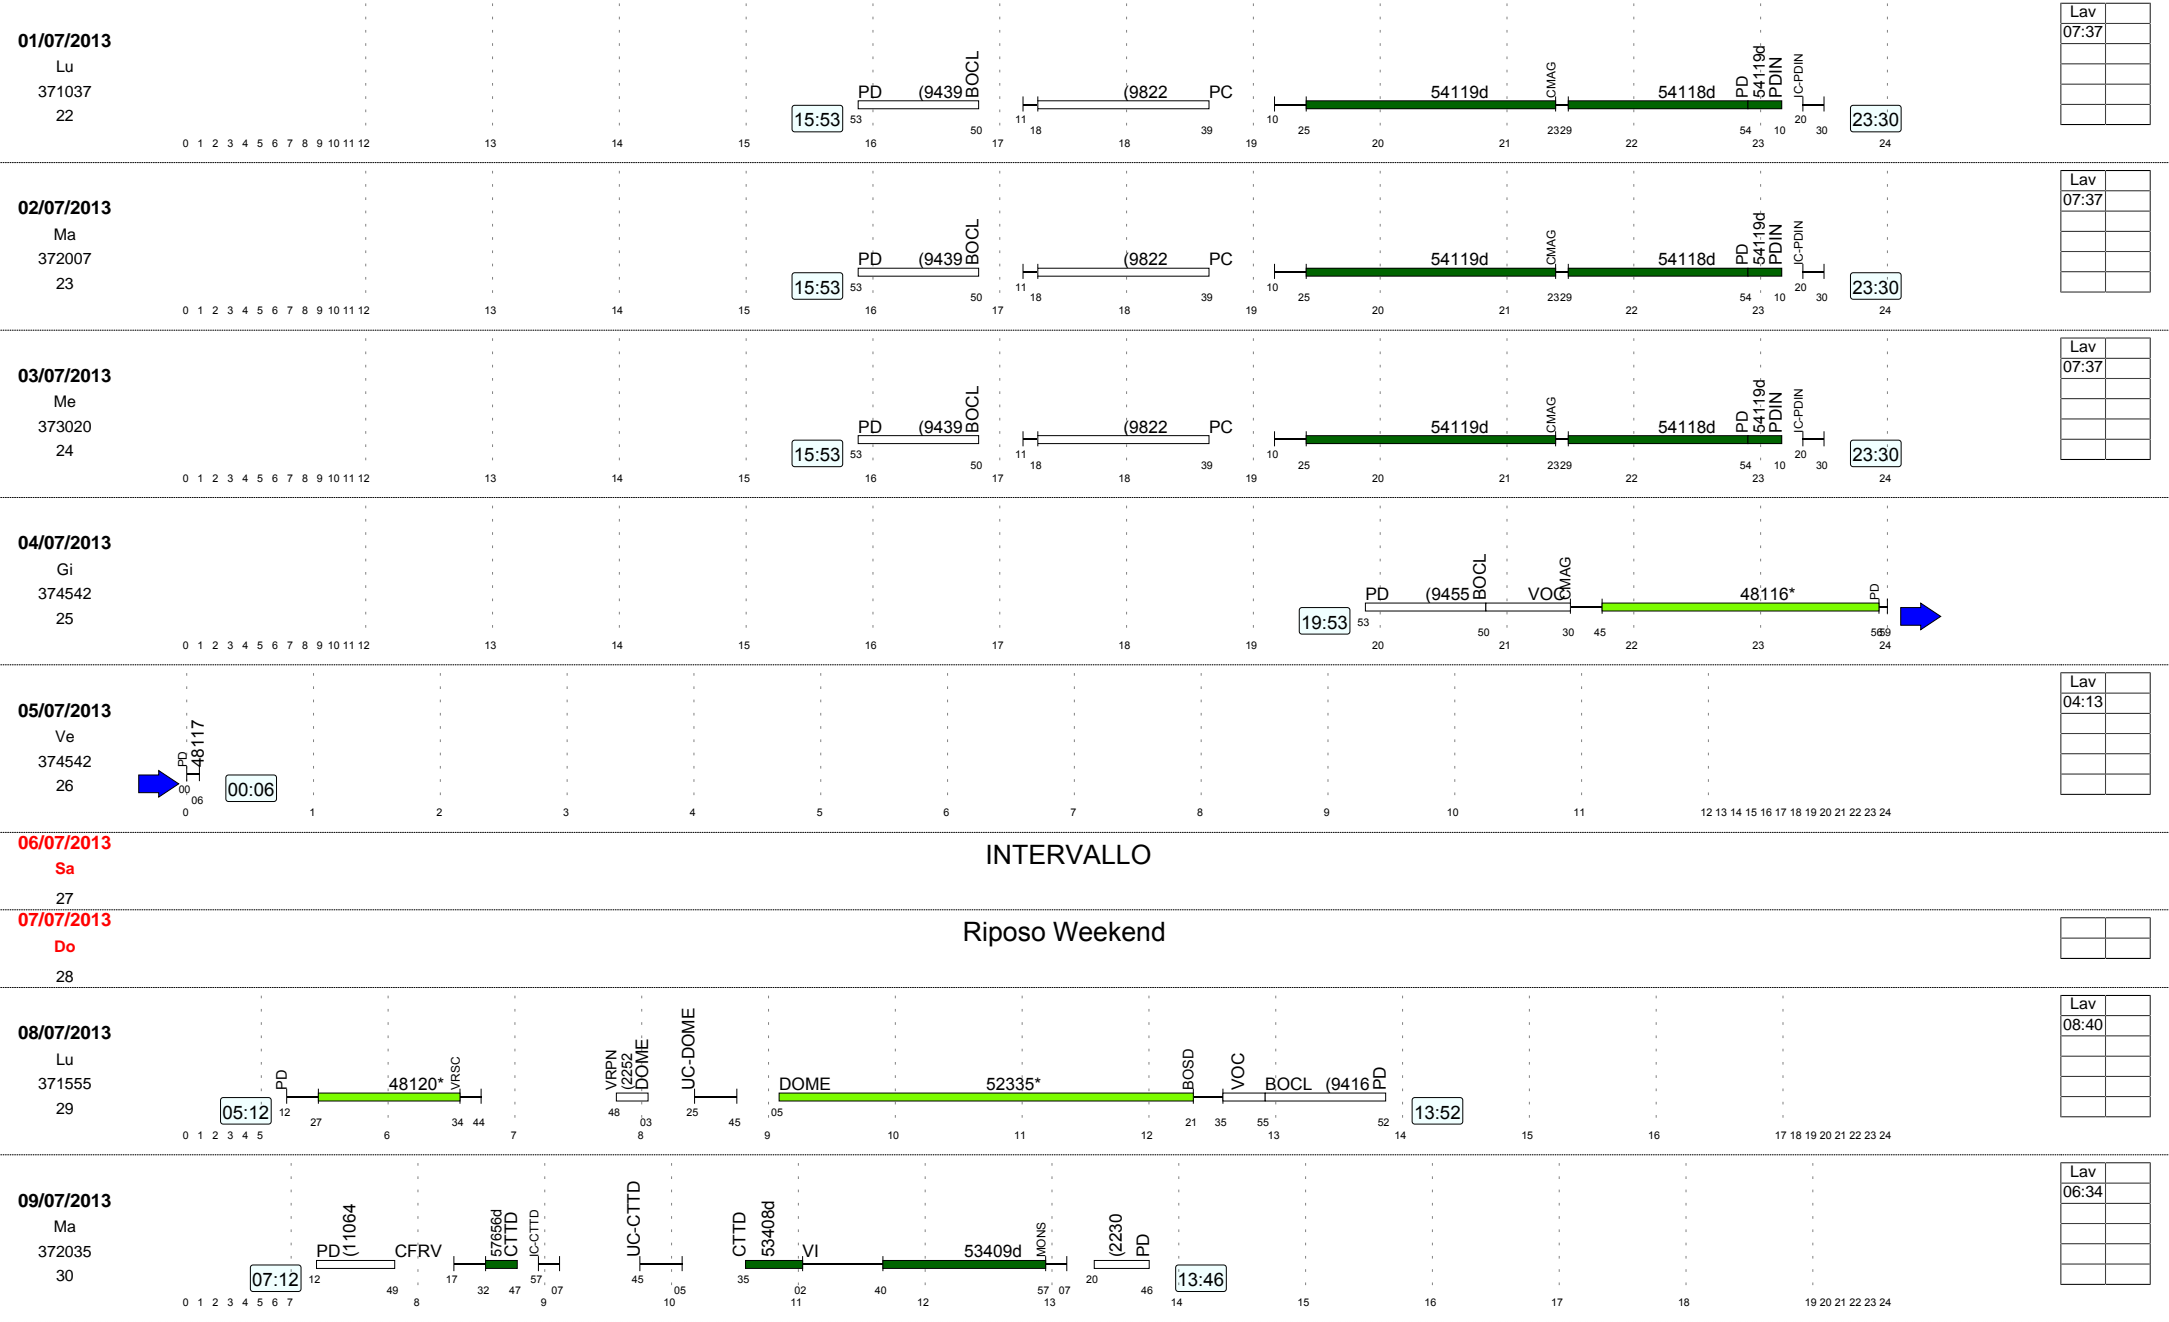 01/07/2013
Lu
371037
22
15:53
PD (9439 BOCL (9822 PC 54119d CMAG 54118d PD 54119d PDIN IC-PDIN
53 50 11 18 39 10 25 23 29 54 10 20 30
23:30
0 1 2 3 4 5 6 7 8 9 10 11 12 13 14 15 16 17 18 19 20 21 22 23 24
Lav
07:37
02/07/2013
Ma
372007
23
15:53
PD (9439 BOCL (9822 PC 54119d CMAG 54118d PD 54119d PDIN IC-PDIN
53 50 11 18 39 10 25 23 29 54 10 20 30
23:30
0 1 2 3 4 5 6 7 8 9 10 11 12 13 14 15 16 17 18 19 20 21 22 23 24
Lav
07:37
03/07/2013
Me
373020
24
15:53
PD (9439 BOCL (9822 PC 54119d CMAG 54118d PD 54119d PDIN IC-PDIN
53 50 11 18 39 10 25 23 29 54 10 20 30
23:30
0 1 2 3 4 5 6 7 8 9 10 11 12 13 14 15 16 17 18 19 20 21 22 23 24
Lav
07:37
04/07/2013
Gi
374542
25
19:53
PD (9455 BOCL VOC CMAG 48116* PD
53 50 30 45 56 59
0 1 2 3 4 5 6 7 8 9 10 11 12 13 14 15 16 17 18 19 20 21 22 23 24
05/07/2013
Ve
374542
26
PD 48117
00 06
00:06
0 1 2 3 4 5 6 7 8 9 10 11 12 13 14 15 16 17 18 19 20 21 22 23 24
Lav
04:13
06/07/2013
Sa
27
INTERVALLO
07/07/2013
Do
28
Riposo Weekend
08/07/2013
Lu
371555
29
05:12
PD 48120* VRSC VRPN (2252 DOME UC-DOME DOME 52335* BOSD VOC BOCL (9416 PD
12 27 34 44 48 03 25 45 05 21 35 55 52
13:52
0 1 2 3 4 5 6 7 8 9 10 11 12 13 14 15 16 17 18 19 20 21 22 23 24
Lav
08:40
09/07/2013
Ma
372035
30
07:12
PD (11064 CFRV 57656d CTTD IC-CTTD UC-CTTD CTTD 53408d VI 53409d MONS (2230 PD
12 49 17 32 47 57 07 45 05 35 02 40 57 07 20 46
13:46
0 1 2 3 4 5 6 7 8 9 10 11 12 13 14 15 16 17 18 19 20 21 22 23 24
Lav
06:34